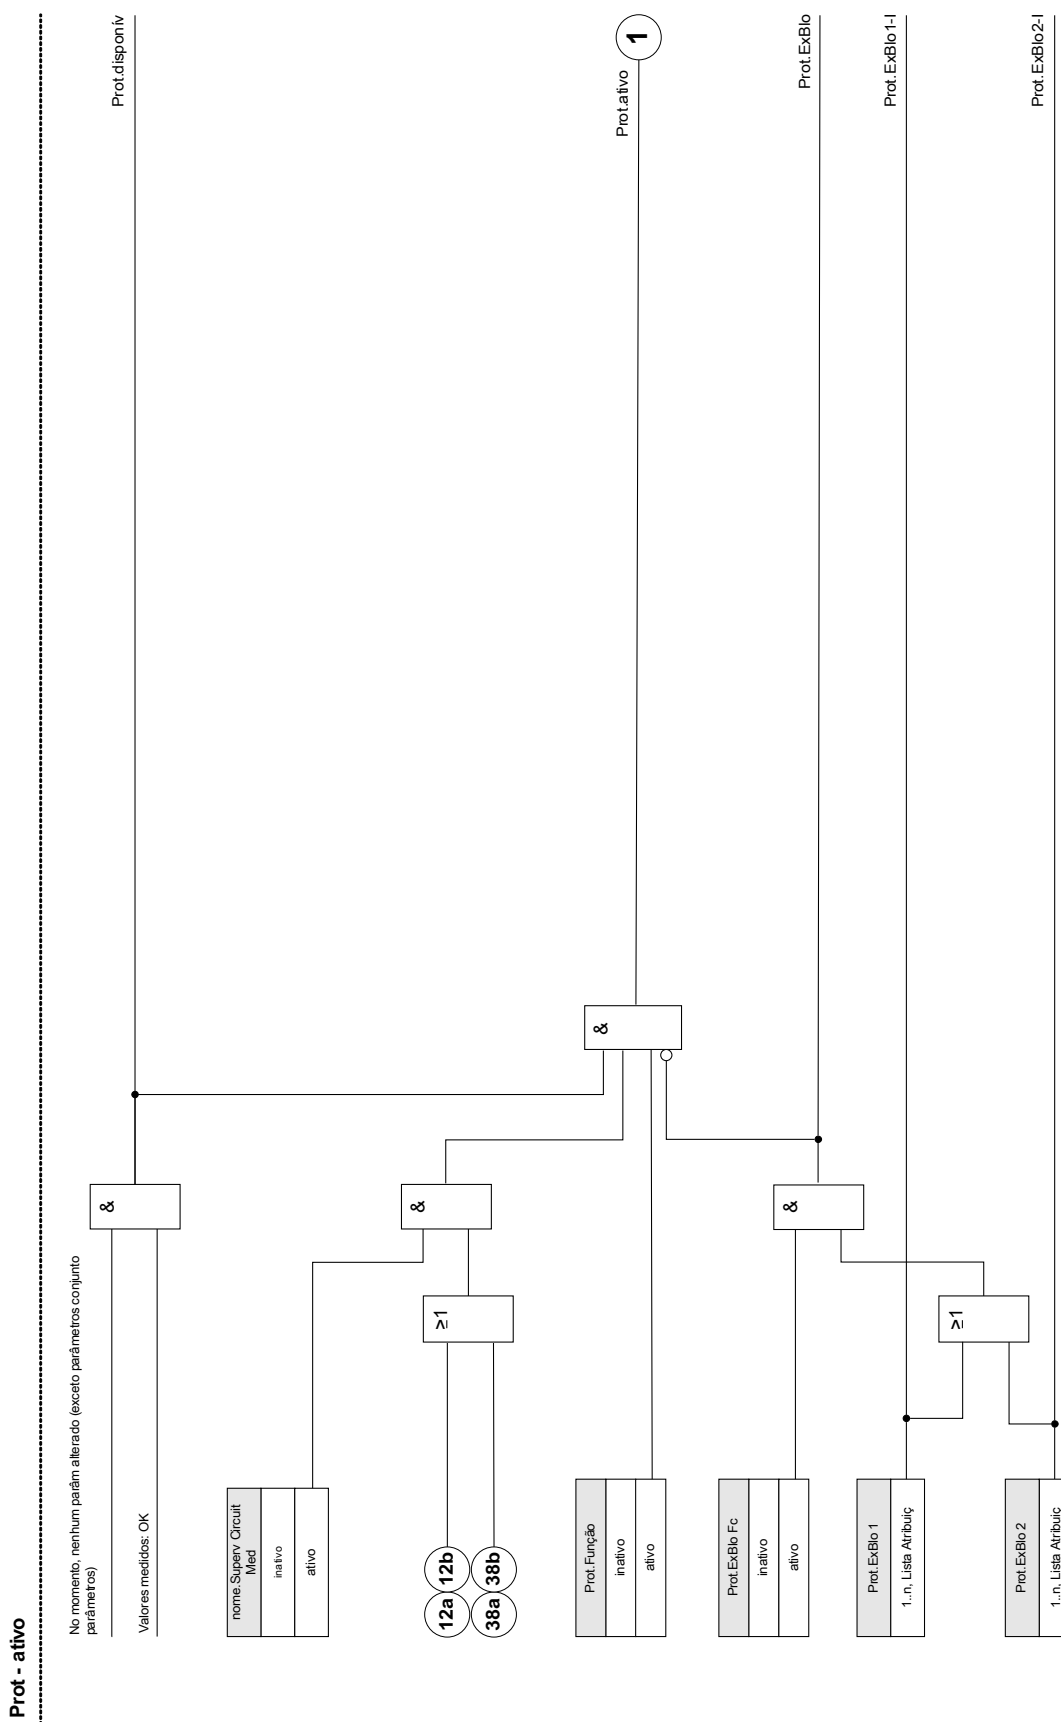 Prot - ativo
No momento, nenhum parâm alterado (exceto parâmetros conjunto
parâmetros)
Valores medidos: OK
&
Prot.disponív
nome.Superv Circuit
Med
inativo
ativo
&
12a 12b
38a 38b
≥1
Prot.Função
inativo
ativo
&
Prot.ativo
1
Prot.ExBlo Fc
inativo
ativo
&
Prot.ExBlo
Prot.ExBlo 1
1..n, Lista Atribuiç
Prot.ExBlo1-I
≥1
Prot.ExBlo 2
1..n, Lista Atribuiç
Prot.ExBlo2-I